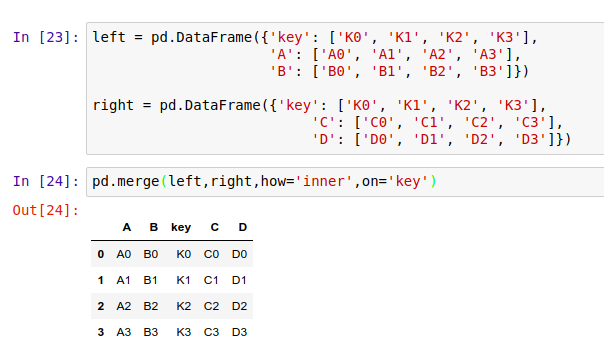 In [23]: left = pd.DataFrame({'key': ['K0', 'K1', 'K2', 'K3'],
'A': ['A0', 'A1', 'A2', 'A3'],
'B': ['B0', 'B1', 'B2', 'B3']})
right = pd.DataFrame({'key': ['K0', 'K1', 'K2', 'K3'],
'C': ['C0', 'C1', 'C2', 'C3'],
'D': ['D0', 'D1', 'D2', 'D3']})
In [24]: pd.merge(left,right,how='inner',on='key')
Out[24]:
A B key C D
0 A0 B0 K0 C0 D0
1 A1 B1 K1 C1 D1
2 A2 B2 K2 C2 D2
3 A3 B3 K3 C3 D3